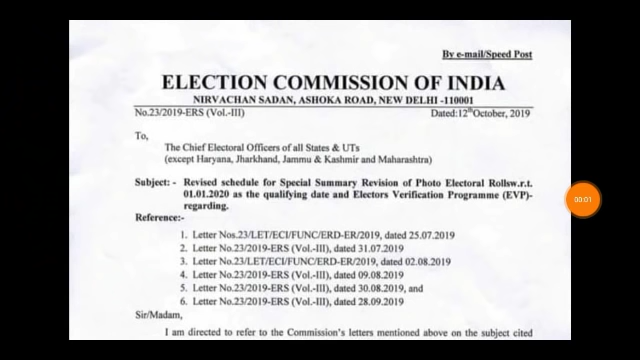 By e-mail/Speed Post
ELECTION COMMISSION OF INDIA
NIRVACHAN SADAN, ASHOKA ROAD, NEW DELHI -110001
No.23/2019-ERS (Vol.-III) Dated:12thOctober, 2019
To,
The Chief Electoral Officers of all States & UTs
(except Haryana, Jharkhand, Jammu & Kashmir and Maharashtra)
Subject: - Revised schedule for Special Summary Revision of Photo Electoral Rollsw.r.t.
01.01.2020 as the qualifying date and Electors Verification Programme (EVP)-
regarding.
Reference:-
1. Letter Nos.23/LET/ECI/FUNC/ERD-ER/2019, dated 25.07.2019
2. Letter No.23/2019-ERS (Vol.-III), dated 31.07.2019
3. Letter No.23/LET/ECI/FUNC/ERD-ER/2019, dated 02.08.2019
4. Letter No.23/2019-ERS (Vol.-III), dated 09.08.2019
5. Letter No.23/2019-ERS (Vol.-III), dated 30.08.2019, and
6. Letter No.23/2019-ERS (Vol.-III), dated 28.09.2019
Sir/Madam,
I am directed to refer to the Commission's letters mentioned above on the subject cited
00:01